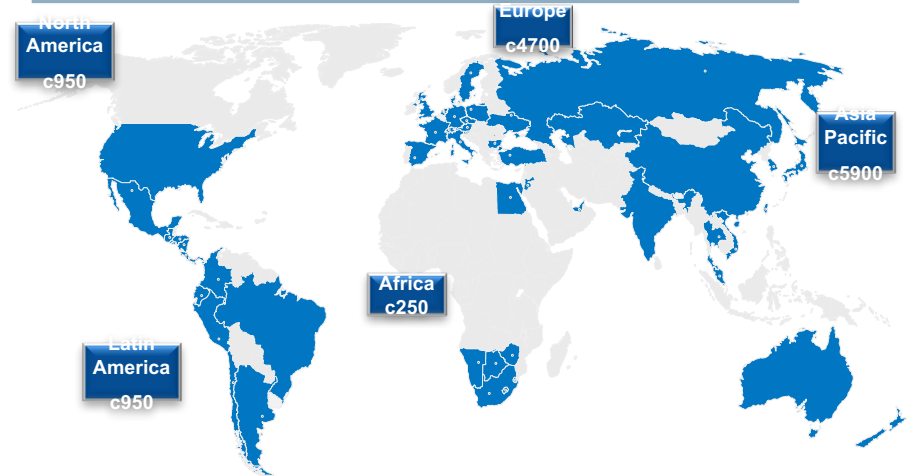 North
America
c950
Europe
c4700
Asia
Pacific
c5900
Africa
c250
Latin
America
c950